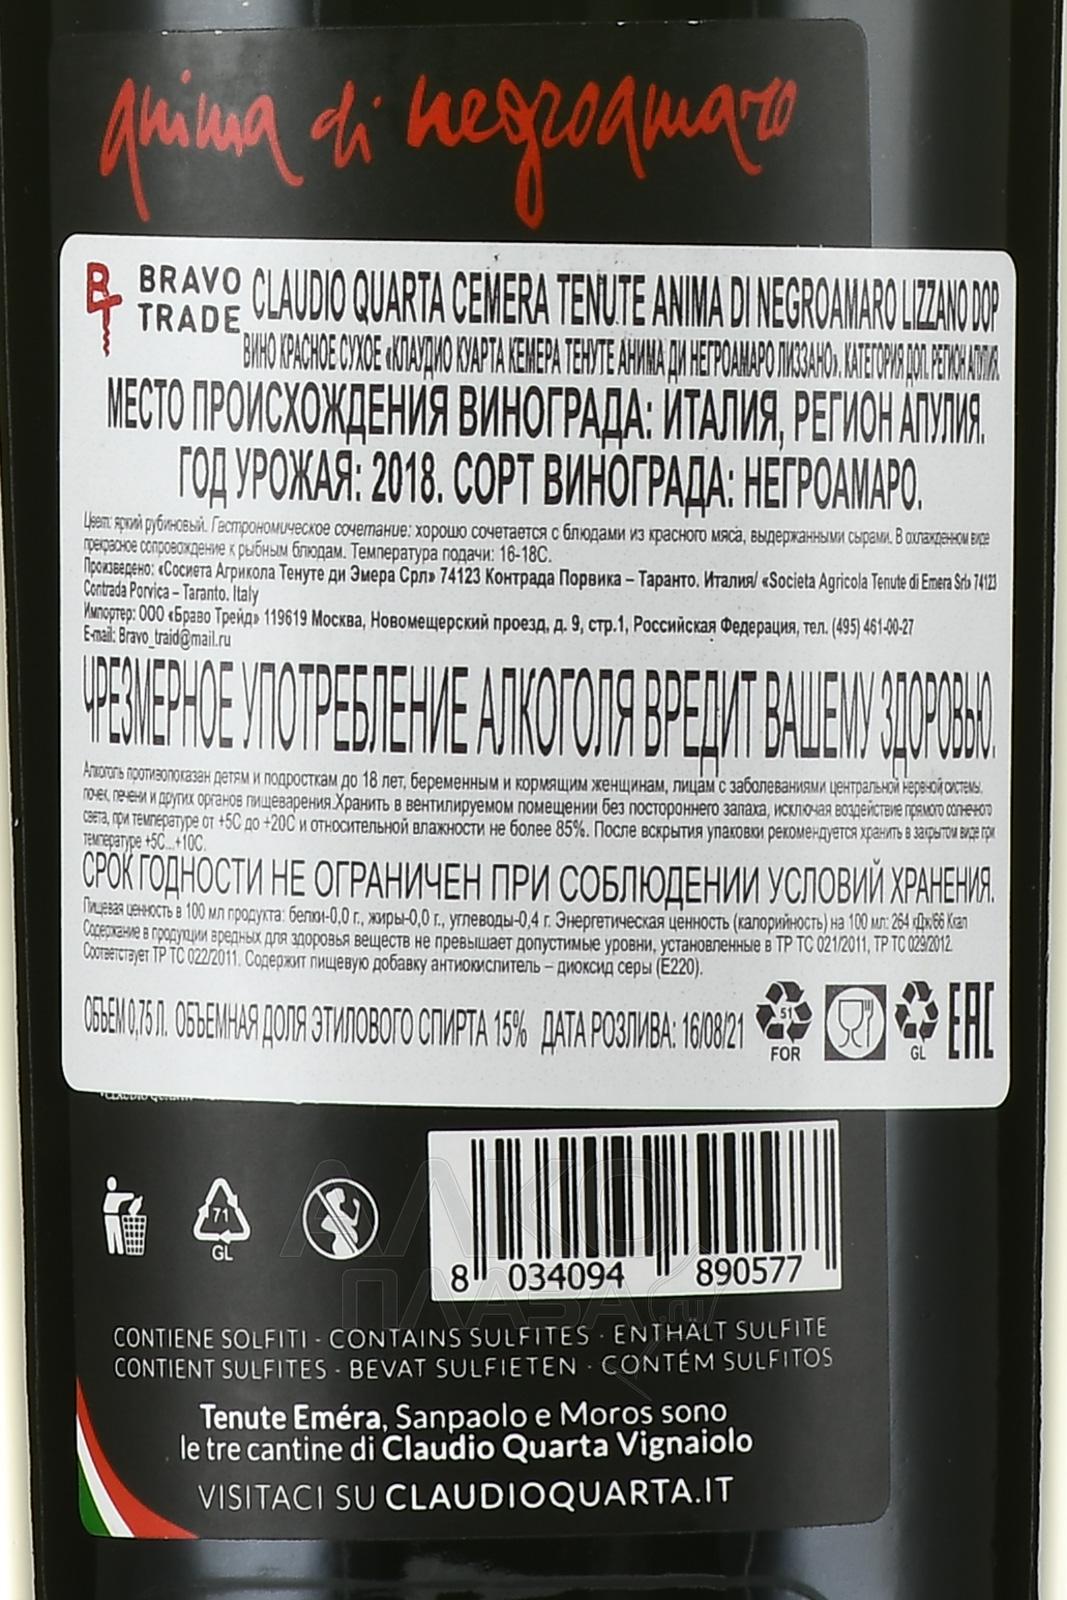 anima di negroamaro
BRAVO TRADE
CLAUDIO QUARTA CEMERA TENUTE ANIMA DI NEGROAMARO LIZZANO DOP
ВИНО КРАСНОЕ СУХОЕ «КЛАУДИО КУАРТА КЕМЕРА ТЕНУТЕ АНИМА ДИ НЕГРОАМАРО ЛИЗЗАНО». КАТЕГОРИЯ ДОП. РЕГИОН АПУЛИЯ.
МЕСТО ПРОИСХОЖДЕНИЯ ВИНОГРАДА: ИТАЛИЯ, РЕГИОН АПУЛИЯ.
ГОД УРОЖАЯ: 2018. СОРТ ВИНОГРАДА: НЕГРОАМАРО.
Цвет: яркий рубиновый. Гастрономическое сочетание: хорошо сочетается с блюдами из красного мяса, выдержанными сырами. В охлажденном виде
прекрасное сопровождение к рыбным блюдам. Температура подачи: 16-18С.
Произведено: «Сосиета Агрикола Тенуте ди Эмера Срл» 74123 Контрада Порвика – Таранто. Италия/ «Societa Agricola Tenute di Emera Srl» 74123
Contrada Porvica – Taranto. Italy
Импортер: ООО «Браво Трейд» 119619 Москва, Новомещерский проезд, д. 9, стр.1, Российская Федерация, тел. (495) 461-00-27
E-mail: Bravo_traid@mail.ru
ЧРЕЗМЕРНОЕ УПОТРЕБЛЕНИЕ АЛКОГОЛЯ ВРЕДИТ ВАШЕМУ ЗДОРОВЬЮ.
Алкоголь противопоказан детям и подросткам до 18 лет, беременным и кормящим женщинам, лицам с заболеваниями центральной нервной системы,
почек, печени и других органов пищеварения.Хранить в вентилируемом помещении без постороннего запаха, исключая воздействие прямого солнечного
света, при температуре от +5С до +20С и относительной влажности не более 85%. После вскрытия упаковки рекомендуется хранить в закрытом виде при
температуре +5С...+10С.
СРОК ГОДНОСТИ НЕ ОГРАНИЧЕН ПРИ СОБЛЮДЕНИИ УСЛОВИЙ ХРАНЕНИЯ.
Пищевая ценность в 100 мл продукта: белки-0,0 г., жиры-0,0 г., углеводы-0,4 г. Энергетическая ценность (калорийность) на 100 мл: 264 кДж/66 Ккал
Содержание в продукции вредных для здоровья веществ не превышает допустимые уровни, установленные в ТР ТС 021/2011, ТР ТС 029/2012.
Соответствует ТР ТС 022/2011. Содержит пищевую добавку антиокислитель – диоксид серы (Е220).
ОБЪЕМ 0,75 Л. ОБЪЕМНАЯ ДОЛЯ ЭТИЛОВОГО СПИРТА 15% ДАТА РОЗЛИВА: 16/08/21
51
FOR
GL
EAC
71
GL
8 034094 890577
АЛКО
ПЛАЗА.ru
CONTIENE SOLFITI - CONTAINS SULFITES · ENTHÄLT SULFITE
CONTIENT SULFITES · BEVAT SULFIETEN · CONTÉM SULFITOS
Tenute Eméra, Sanpaolo e Moros sono
le tre cantine di Claudio Quarta Vignaiolo
VISITACI SU CLAUDIOQUARTA.IT